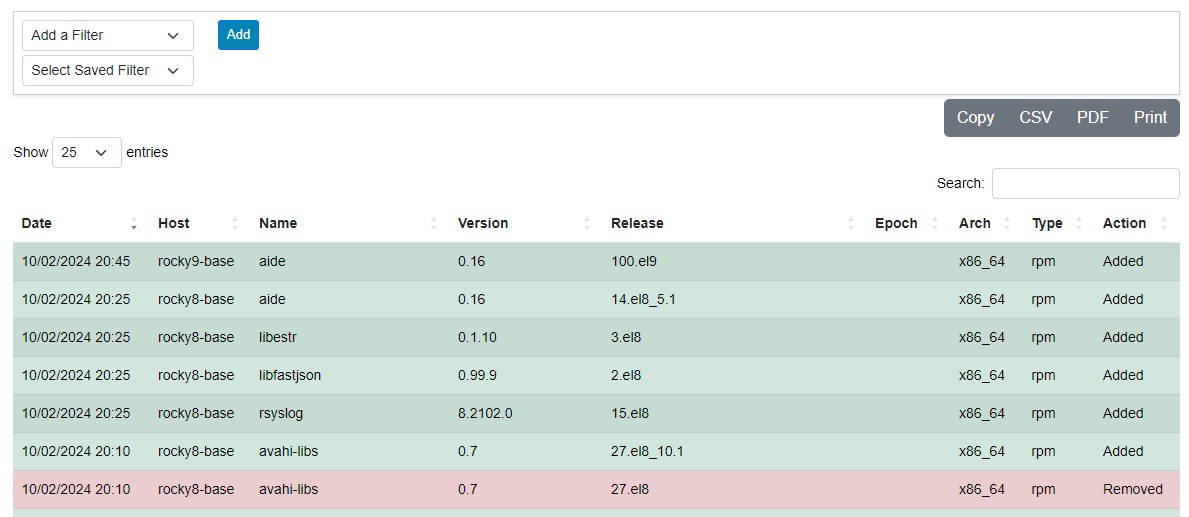 Add a Filter Add
Select Saved Filter
Copy CSV PDF Print
Show 25 entries
Search:
Date Host Name Version Release Epoch Arch Type Action
10/02/2024 20:45 rocky9-base aide 0.16 100.el9 x86_64 rpm Added
10/02/2024 20:25 rocky8-base aide 0.16 14.el8_5.1 x86_64 rpm Added
10/02/2024 20:25 rocky8-base libestr 0.1.10 3.el8 x86_64 rpm Added
10/02/2024 20:25 rocky8-base libfastjson 0.99.9 2.el8 x86_64 rpm Added
10/02/2024 20:25 rocky8-base rsyslog 8.2102.0 15.el8 x86_64 rpm Added
10/02/2024 20:10 rocky8-base avahi-libs 0.7 27.el8_10.1 x86_64 rpm Added
10/02/2024 20:10 rocky8-base avahi-libs 0.7 27.el8 x86_64 rpm Removed